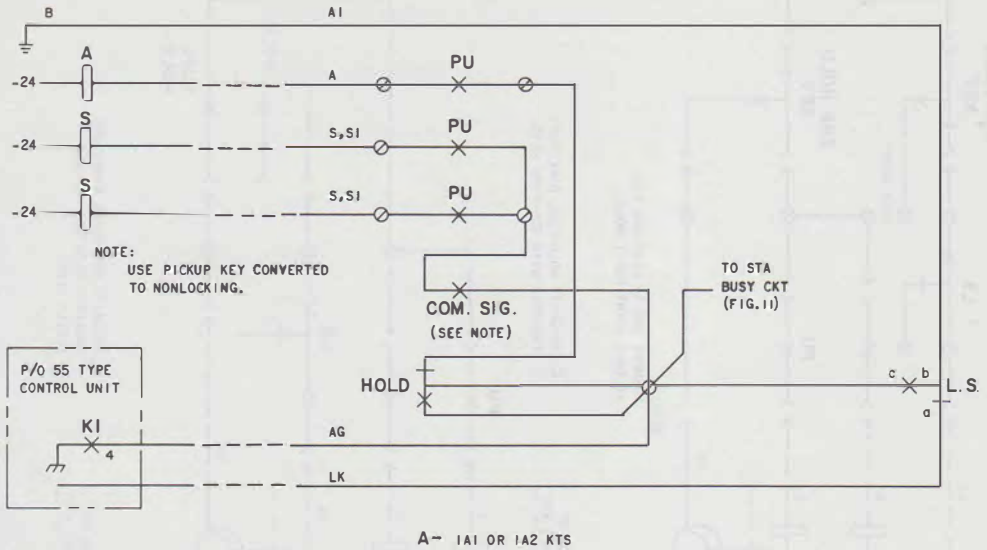 B A1
A
-24 A PU
S
-24 S,S1 PU
S
-24 S,S1 PU
NOTE:
USE PICKUP KEY CONVERTED
TO NONLOCKING.
TO STA
BUSY CKT
(FIG.11)
COM. SIG.
(SEE NOTE)
P/O 55 TYPE
CONTROL UNIT
HOLD
c b
L.S.
a
K1
4
AG
LK
A- 1A1 OR 1A2 KTS